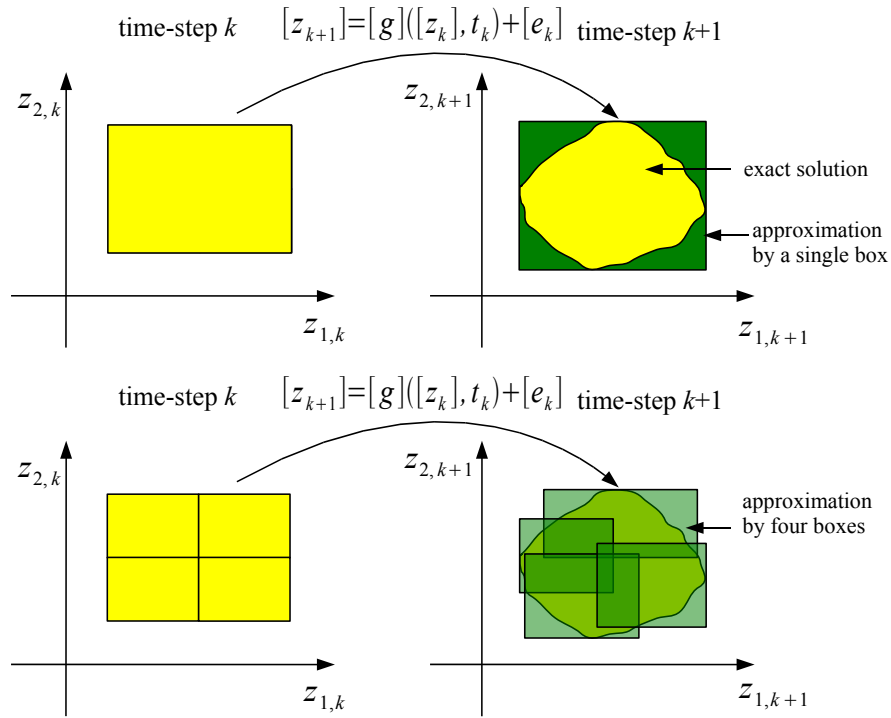 time-step k [z_{k+1}]=[g]([z_k],t_k)+[e_k] time-step k+1
z_{2,k}
z_{2,k+1}
exact solution
approximation
by a single box
z_{1,k}
z_{1,k+1}
time-step k [z_{k+1}]=[g]([z_k],t_k)+[e_k] time-step k+1
z_{2,k}
z_{2,k+1}
approximation
by four boxes
z_{1,k}
z_{1,k+1}